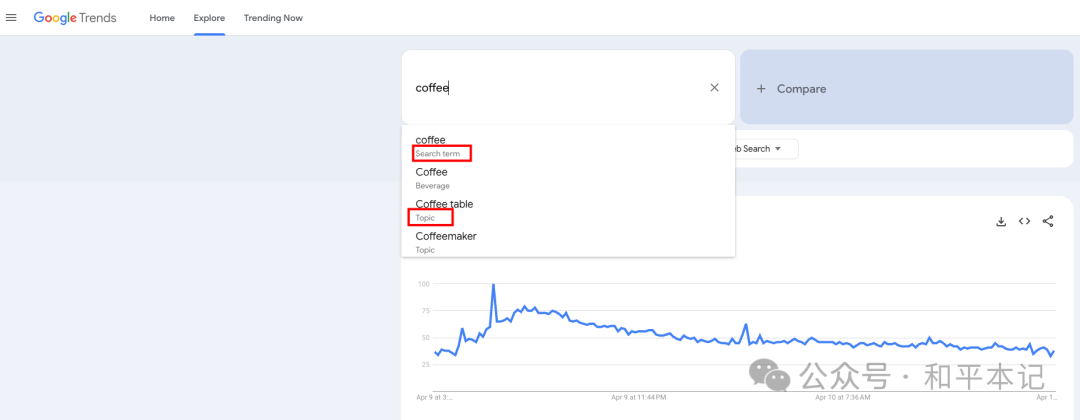 Google Trends Home Explore Trending Now
coffee
+ Compare
coffee
Search term
Coffee
Beverage
Coffee table
Topic
Coffeemaker
Topic
b Search
100
75
50
25
Apr 9 at 3:... Apr 9 at 11:44 PM Apr 10 at 7:36 AM Apr 1...
公众号 · 和平本记